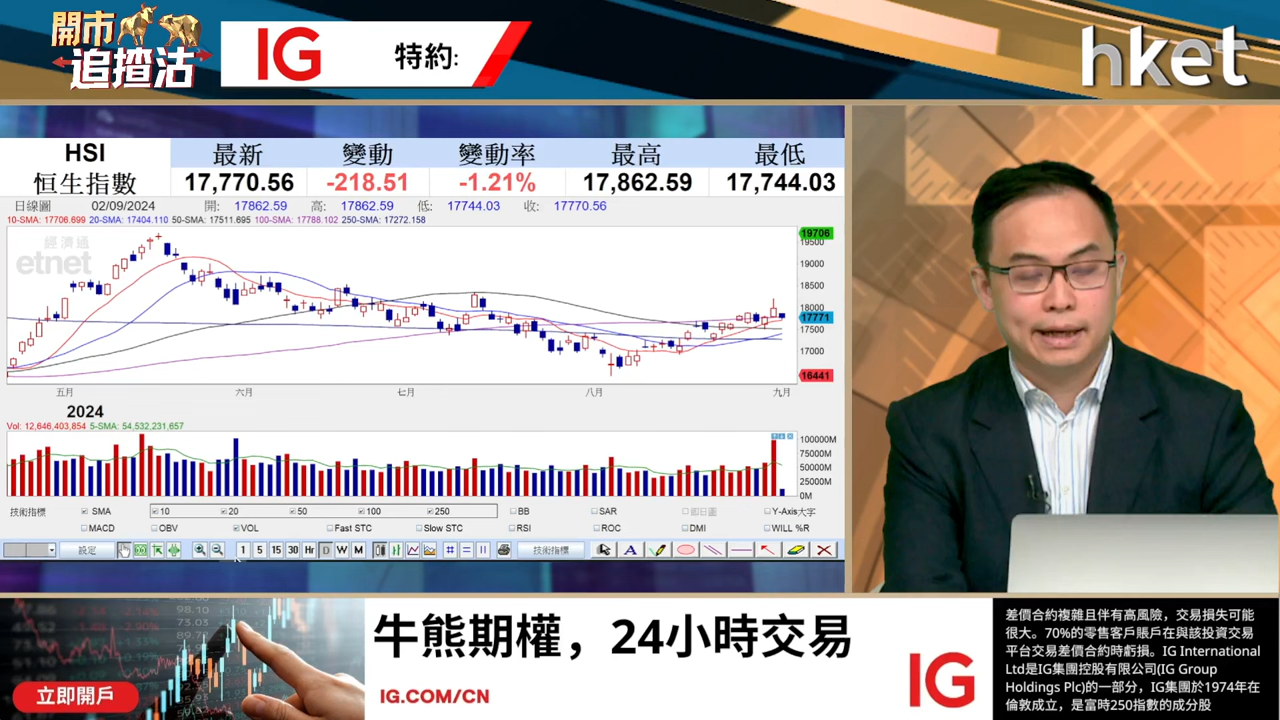 開市
追揸沽
IG
特約:
hket
HSI
恒生指數
最新
變動
變動率
最高
最低
17,770.56
-218.51
-1.21%
17,862.59
17,744.03
日線圖
02/09/2024
開: 17862.59
高: 17862.59
低: 17744.03
收: 17770.56
10-SMA: 17706.699 20-SMA: 17404.110 50-SMA: 17511.695 100-SMA: 17788.102 250-SMA: 17272.158
經濟通
etnet
19706
19500
19000
18500
18000
17771
17500
17000
16441
五月
六月
七月
八月
九月
2024
Vol: 12,646,403,854 5-SMA: 54,532,231,657
100000M
75000M
50000M
25000M
0M
技術指標
SMA
10
20
50
100
250
BB
SAR
即日圖
Y-Axis大字
MACD
OBV
VOL
Fast STC
Slow STC
RSI
ROC
DMI
WILL %R
設定
1 5 15 30 Hr D W M
技術指標
A
立即開戶
牛熊期權，24小時交易
IG.COM/CN
IG
差價合約複雜且伴有高風險，交易損失可能
很大。70%的零售客戶賬戶在與該投資交易
平台交易差價合約時虧損。IG International
Ltd是IG集團控股有限公司(IG Group
Holdings Plc)的一部分，IG集團於1974年在
倫敦成立，是富時250指數的成分股